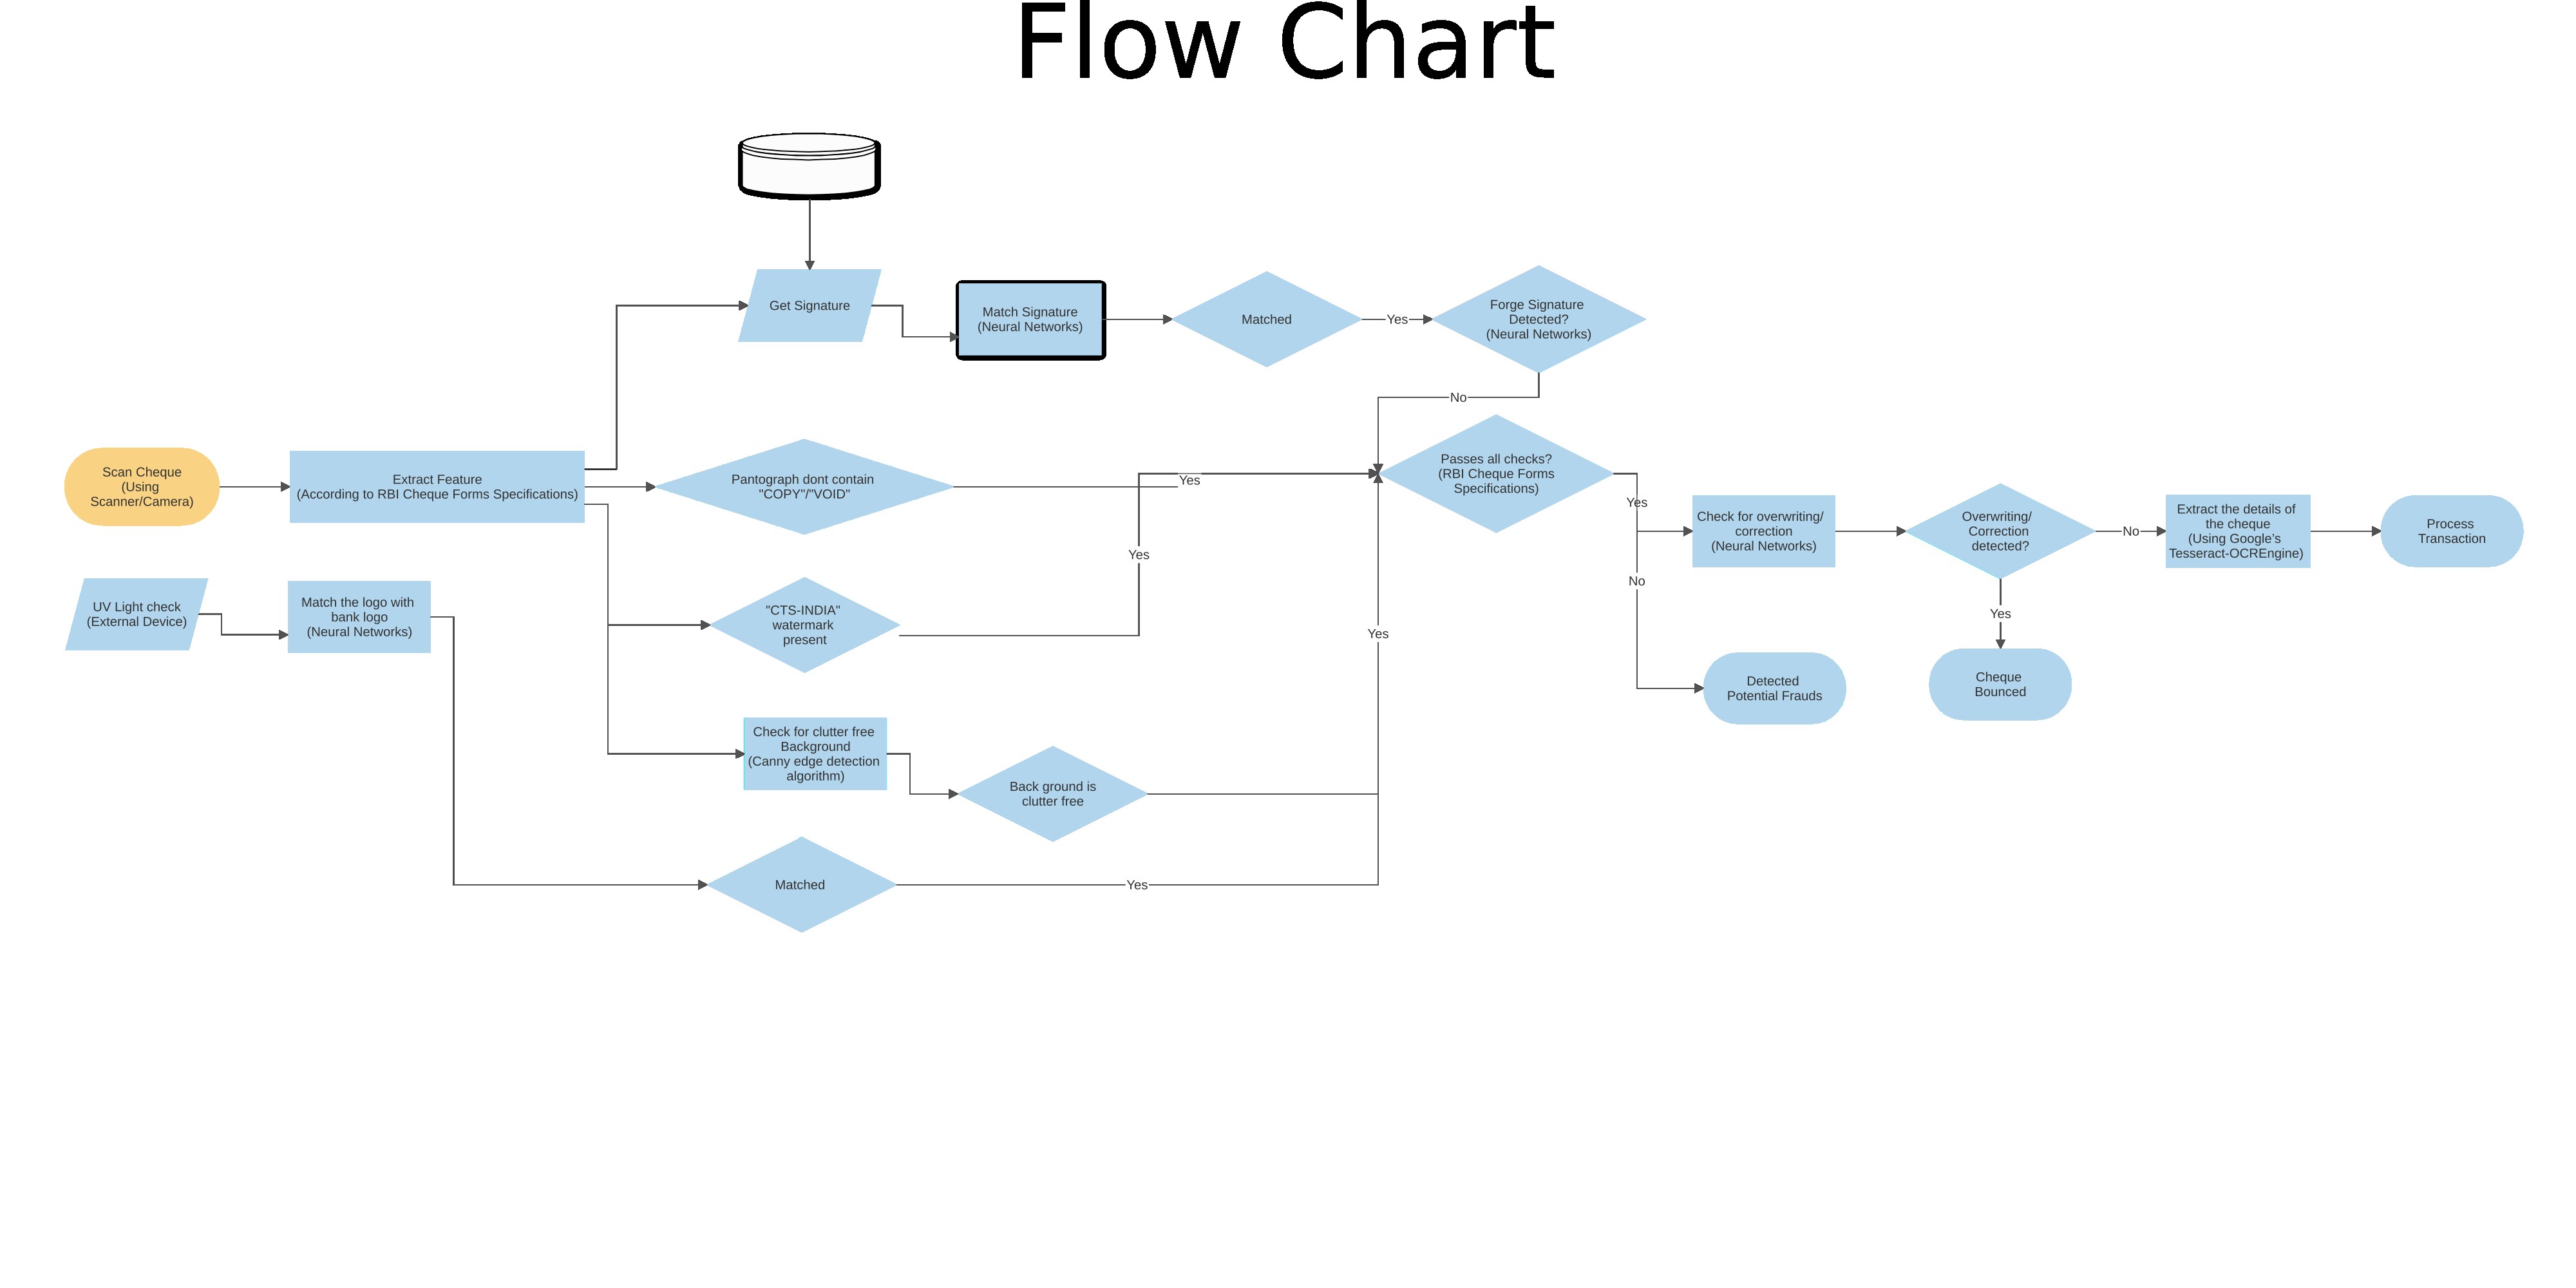 Flow Chart
Get Signature
Match Signature
(Neural Networks)
Matched
Yes
Forge Signature
Detected?
(Neural Networks)
No
Scan Cheque
(Using
Scanner/Camera)
Extract Feature
(According to RBI Cheque Forms Specifications)
Pantograph dont contain
"COPY"/"VOID"
Yes
Passes all checks?
(RBI Cheque Forms
Specifications)
Yes
Check for overwriting/
correction
(Neural Networks)
Overwriting/
Correction
detected?
No
Extract the details of
the cheque
(Using Google’s
Tesseract-OCREngine)
Process
Transaction
Yes
No
UV Light check
(External Device)
Match the logo with
bank logo
(Neural Networks)
"CTS-INDIA"
watermark
present
Yes
Yes
Detected
Potential Frauds
Cheque
Bounced
Check for clutter free
Background
(Canny edge detection
algorithm)
Back ground is
clutter free
Matched
Yes